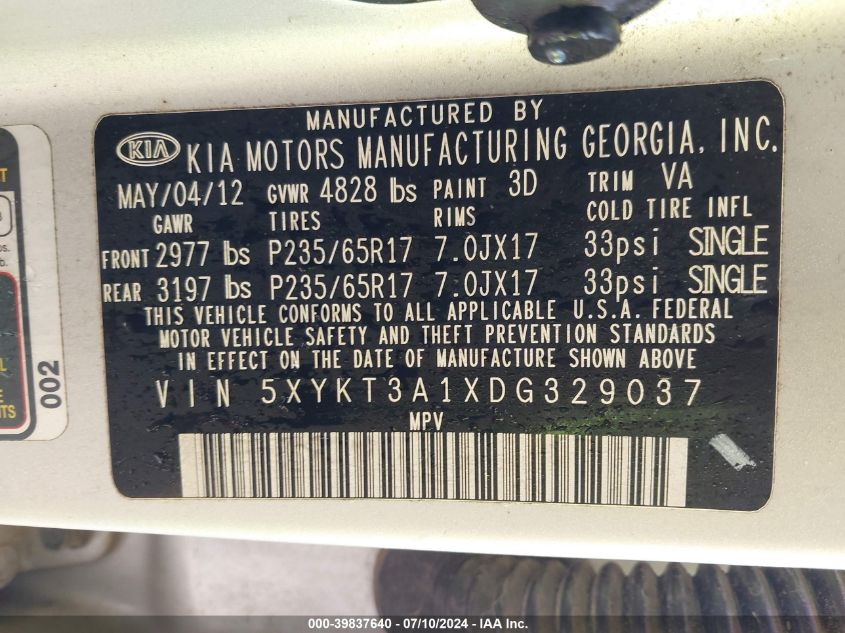 MANUFACTURED BY
KIA KIA MOTORS MANUFACTURING GEORGIA, INC.
MAY/04/12 GVWR 4828 lbs PAINT 3D TRIM VA
GAWR TIRES RIMS COLD TIRE INFL
FRONT 2977 lbs P235/65R17 7.0JX17 33psi SINGLE
REAR 3197 lbs P235/65R17 7.0JX17 33psi SINGLE
THIS VEHICLE CONFORMS TO ALL APPLICABLE U.S.A. FEDERAL
MOTOR VEHICLE SAFETY AND THEFT PREVENTION STANDARDS
IN EFFECT ON THE DATE OF MANUFACTURE SHOWN ABOVE
VIN 5XYKT3A1XDG329037
MPV
002
000-39837640 - 07/10/2024 - IAA Inc.